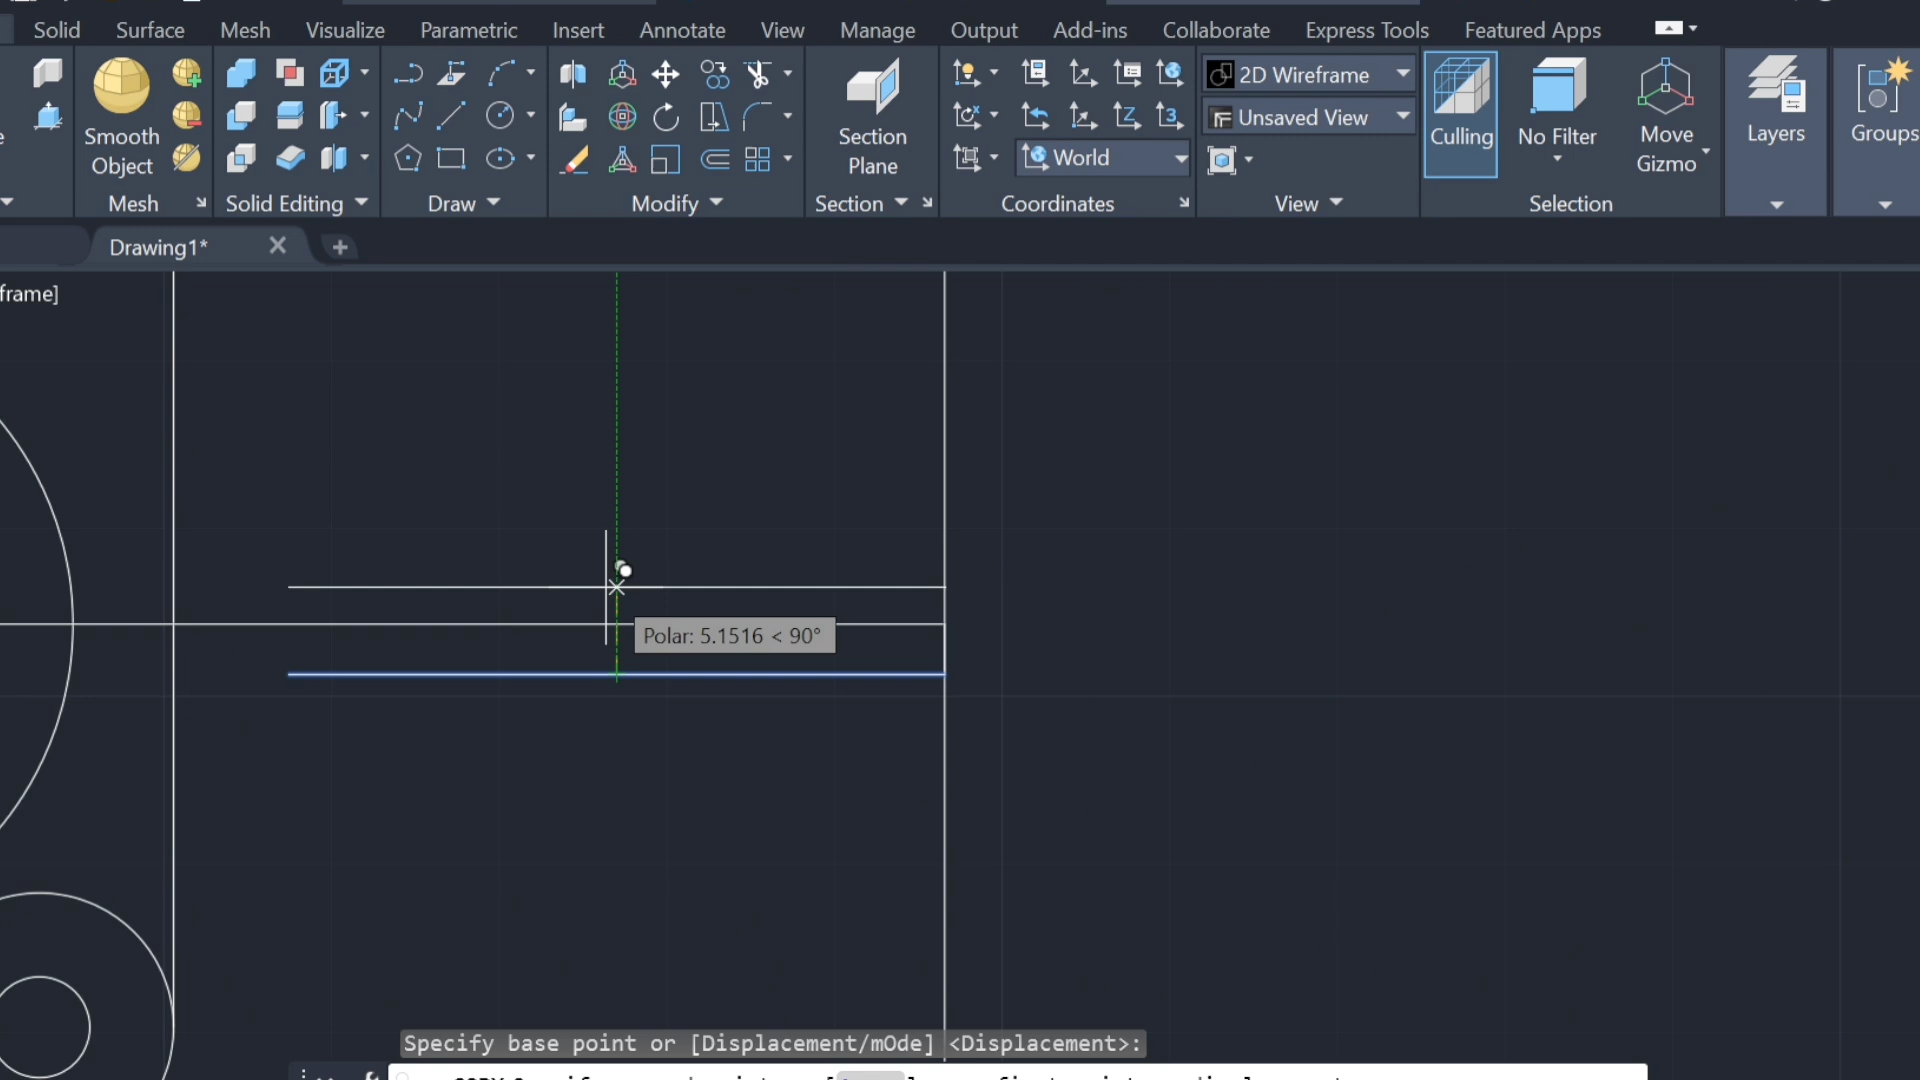 Solid Surface Mesh Visualize Parametric Insert Annotate View Manage Output Add-ins Collaborate Express Tools Featured Apps
2D Wireframe
Unsaved View
Smooth Object
Section Plane
World
Culling
No Filter
Move Gizmo
Layers
Groups
Mesh Solid Editing Draw Modify Section Coordinates View Selection
Drawing1*
frame]
Polar: 5.1516 < 90°
Specify base point or [Displacement/mOde] <Displacement>: